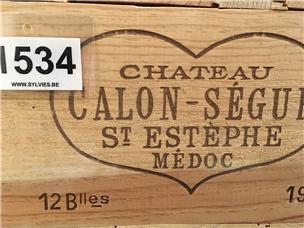 1534
WWW.SYLVIES.BE
CHATEAU
CALON-SÉGU
ST ESTÈPHE
MÉDOC
12 Blles
19